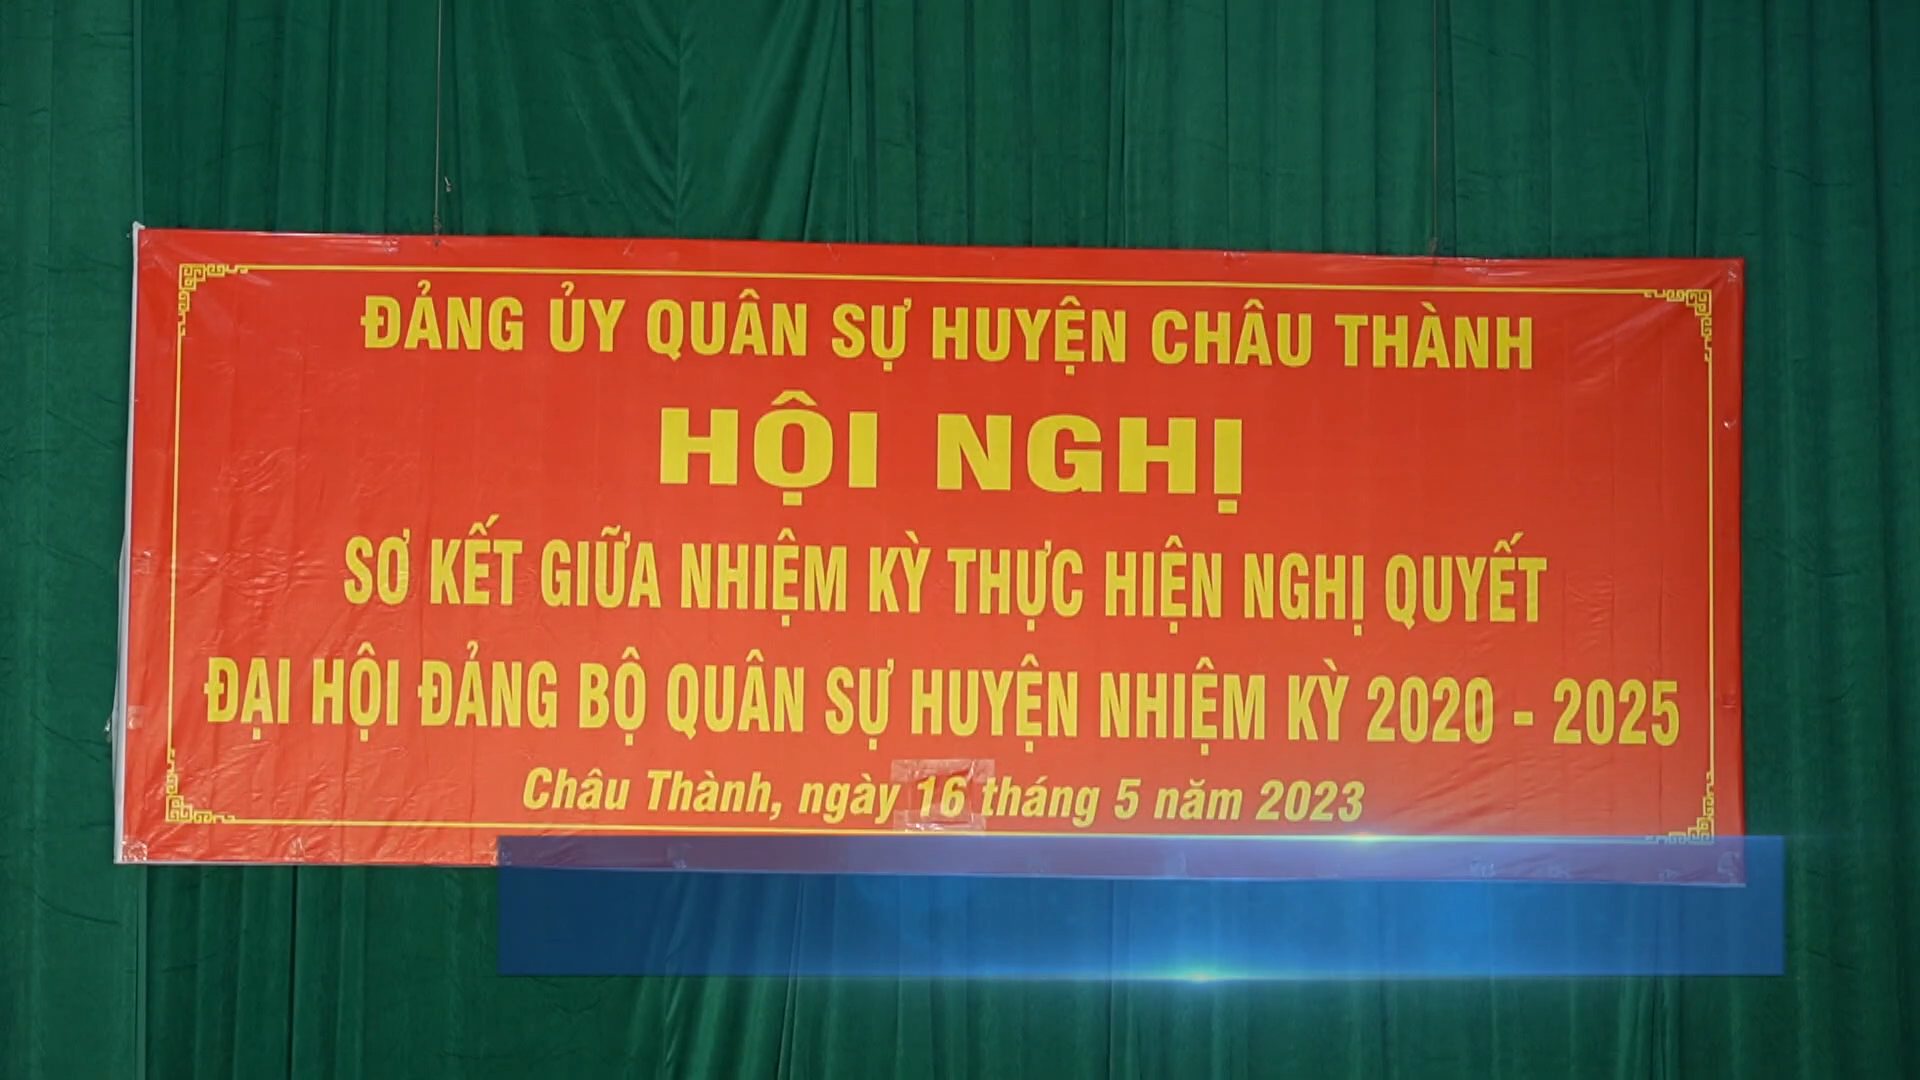 ĐẢNG ỦY QUÂN SỰ HUYỆN CHÂU THÀNH
HỘI NGHỊ
SƠ KẾT GIỮA NHIỆM KỲ THỰC HIỆN NGHỊ QUYẾT
ĐẠI HỘI ĐẢNG BỘ QUÂN SỰ HUYỆN NHIỆM KỲ 2020 - 2025
Châu Thành, ngày 16 tháng 5 năm 2023